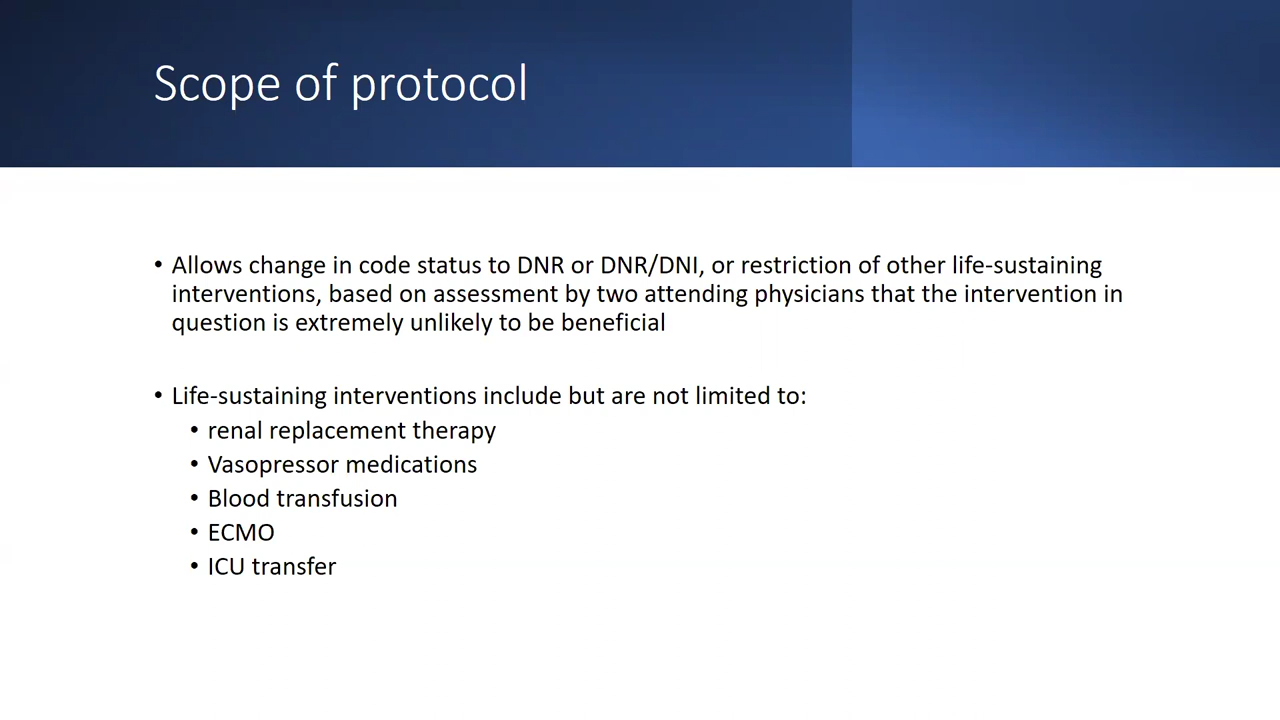 Scope of protocol
• Allows change in code status to DNR or DNR/DNI, or restriction of other life-sustaining
interventions, based on assessment by two attending physicians that the intervention in
question is extremely unlikely to be beneficial
• Life-sustaining interventions include but are not limited to:
• renal replacement therapy
• Vasopressor medications
• Blood transfusion
• ECMO
• ICU transfer